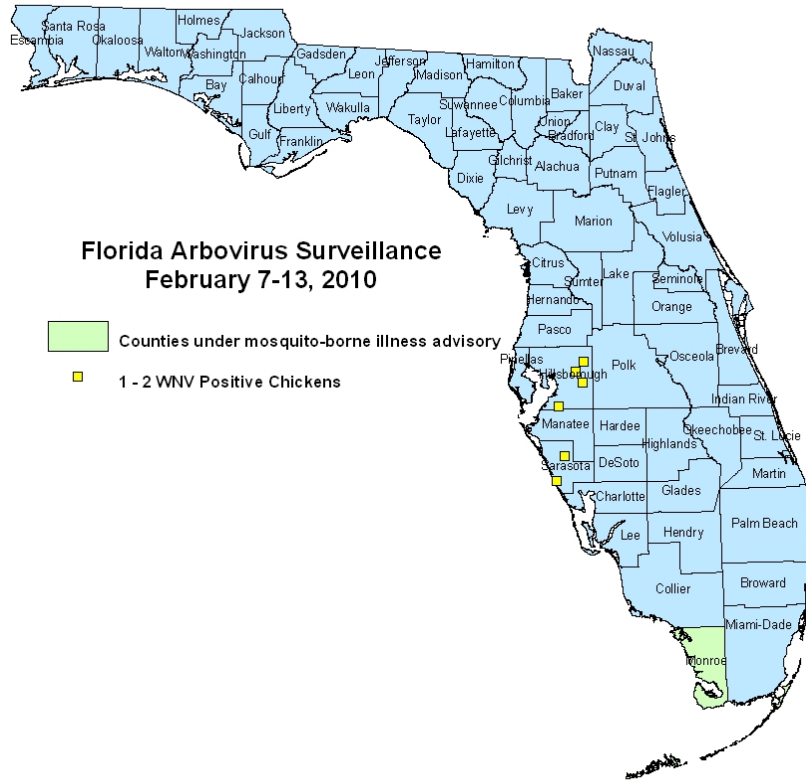 Holmes
Jackson
Santa Rosa
Escambia
Okaloosa
Walton
Washington
Gadsden
Jefferson
Hamilton
Nassau
Leon
Madison
Calhoun
Bay
Duval
Baker
Columbia
Suwannee
Liberty
Wakulla
Taylor
Union
Gulf
Franklin
Lafayette
Bradford
Clay
St. Johns
Gilchrist
Alachua
Putnam
Dixie
Flagler
Levy
Marion
Volusia
Florida Arbovirus Surveillance
February 7-13, 2010
Citrus
Sumter
Lake
Seminole
Hernando
Orange
Counties under mosquito-borne illness advisory
Pasco
Pinellas
Polk
Osceola
Brevard
1 - 2 WNV Positive Chickens
Hillsborough
Indian River
Manatee
Hardee
Okeechobee
St. Lucie
Highlands
Sarasota
DeSoto
Martin
Charlotte
Glades
Palm Beach
Lee
Hendry
Collier
Broward
Miami-Dade
Monroe